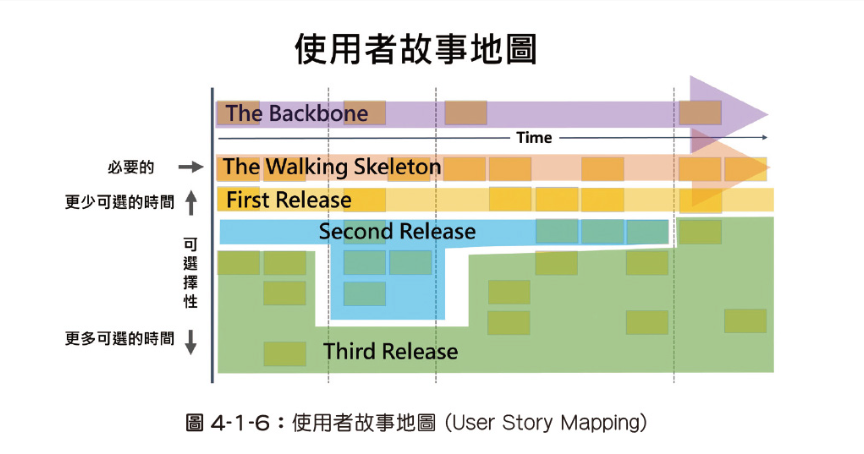 使用者故事地圖
The Backbone
Time
必要的
The Walking Skeleton
更少可選的時間
First Release
Second Release
可選擇性
更多可選的時間
Third Release
圖 4-1-6：使用者故事地圖 (User Story Mapping)